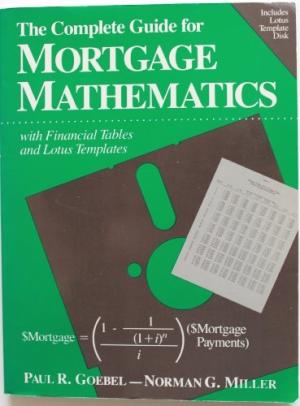 Includes
Lotus
Template
Disk
The Complete Guide for
MORTGAGE
MATHEMATICS
with Financial Tables
and Lotus Templates
$Mortgage = ( 1 - 1 / (1+i)ⁿ / i ) ($Mortgage Payments)
PAUL R. GOEBEL—NORMAN G. MILLER